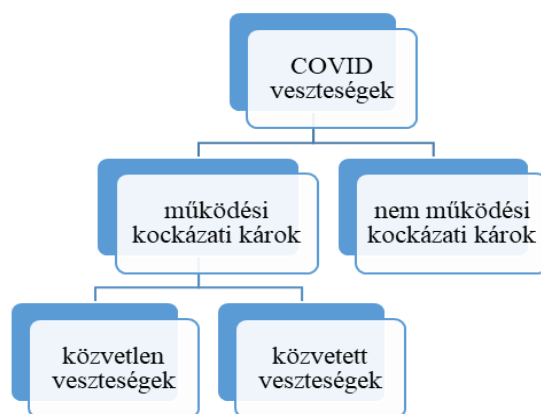 COVID
veszteségek
működési
kockázati károk
nem működési
kockázati károk
közvetlen
veszteségek
közvetett
veszteségek